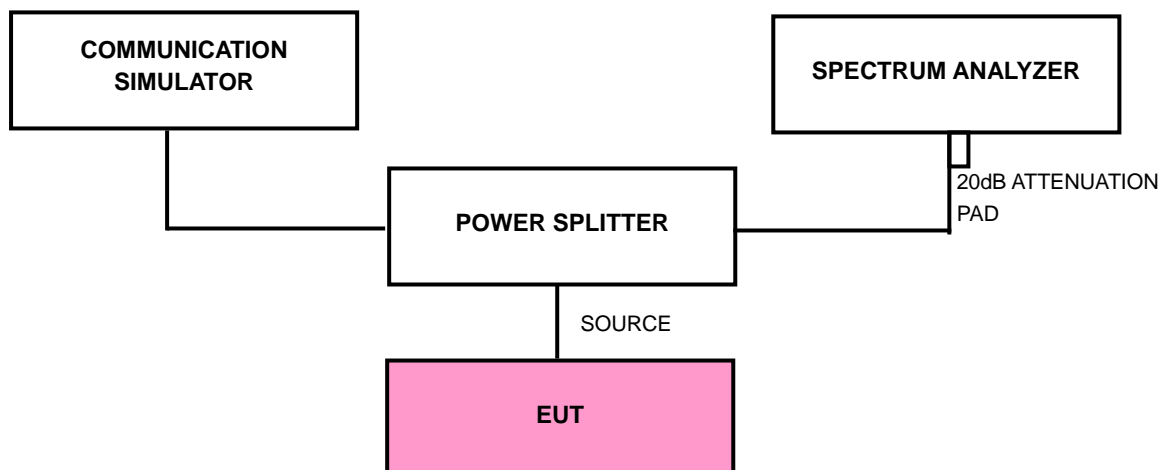 COMMUNICATION
SIMULATOR
SPECTRUM ANALYZER
20dB ATTENUATION
PAD
POWER SPLITTER
SOURCE
EUT